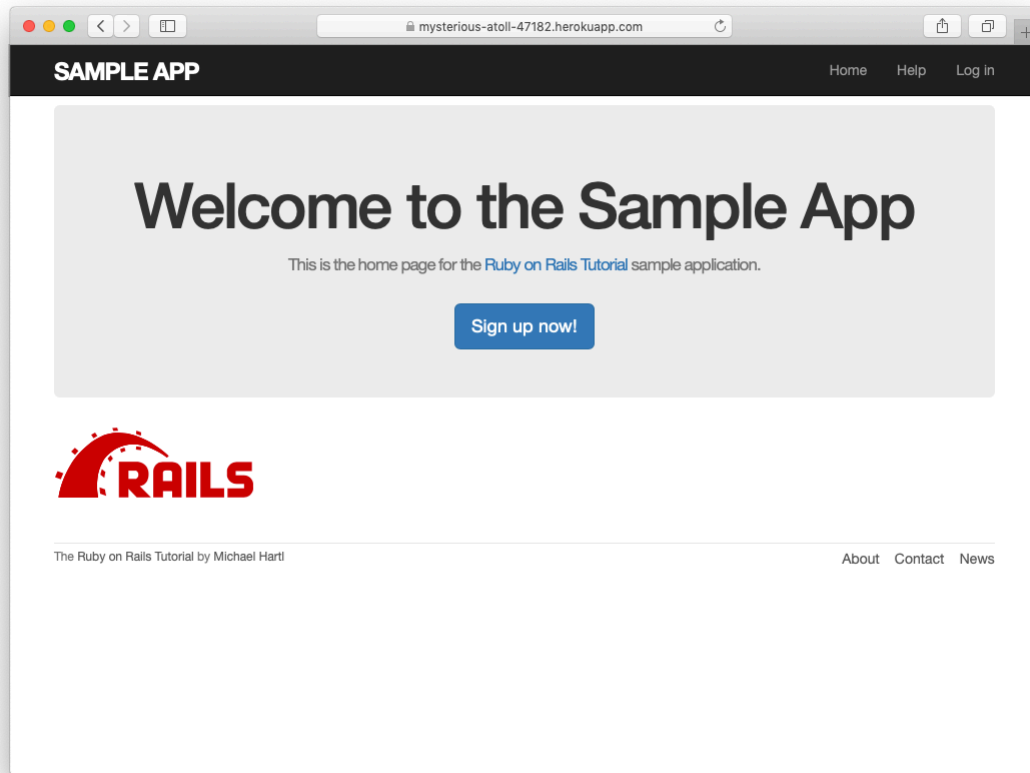 mysterious-atoll-47182.herokuapp.com
SAMPLE APP
Home Help Log in
Welcome to the Sample App
This is the home page for the Ruby on Rails Tutorial sample application.
Sign up now!
RAILS
The Ruby on Rails Tutorial by Michael Hartl
About Contact News